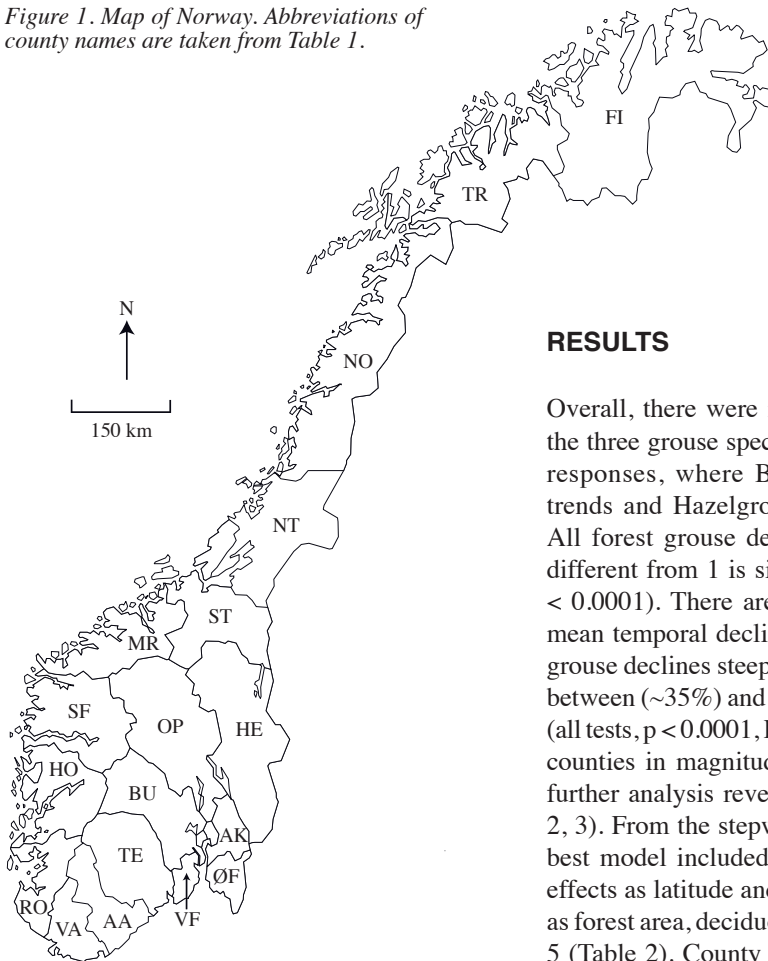 Figure 1. Map of Norway. Abbreviations of
county names are taken from Table 1.
FI
TR
N
NO
150 km
NT
ST
MR
SF
OP
HE
HO
BU
AK
TE
ØF
RO
VA
AA
VF
RESULTS
Overall, there were
the three grouse spec
responses, where B
trends and Hazelgro
All forest grouse de
different from 1 is si
< 0.0001). There are
mean temporal decli
grouse declines steep
between (~35%) and
(all tests, p < 0.0001, I
counties in magnitud
further analysis reve
2, 3). From the stepw
best model included
effects as latitude and
as forest area, decidu
5 (Table 2). County